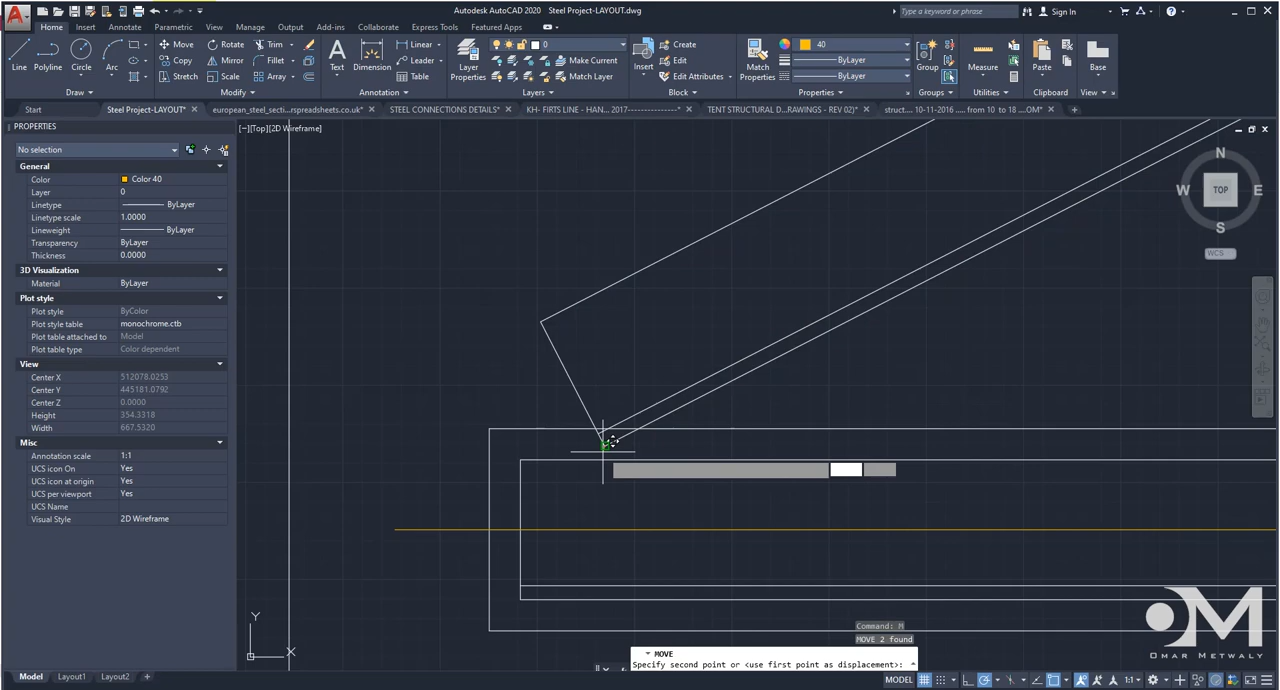 Autodesk AutoCAD 2020 Steel Project-LAYOUT.dwg
Type a keyword or phrase
Sign In
Home Insert Annotate Parametric View Manage Output Add-ins Collaborate Express Tools Featured Apps
Line Polyline Circle Arc
Move Rotate Trim
Copy Mirror Fillet
Stretch Scale Array
Text Dimension
Linear
Leader
Table
Layer Properties
0
Make Current
Match Layer
Insert
Create
Edit
Edit Attributes
Match Properties
40
ByLayer
ByLayer
Group
Measure
Paste
Base
Draw Modify Annotation Layers Block Properties Groups Utilities Clipboard View
Start
Steel Project-LAYOUT*
european_steel_secti...rspreadsheets.co.uk*
STEEL CONNECTIONS DETAILS*
KH- FIRTS LINE - HAN... 2017---------------*
TENT STRUCTURAL D...RAWINGS - REV 02)*
struct.... 10-11-2016 ..... from 10 to 18 ....OM*
PROPERTIES
[−][Top][2D Wireframe]
No selection
General
Color Color 40
Layer 0
Linetype ByLayer
Linetype scale 1.0000
Lineweight ByLayer
Transparency ByLayer
Thickness 0.0000
3D Visualization
Material ByLayer
Plot style
Plot style ByColor
Plot style table monochrome.ctb
Plot table attached to Model
Plot table type Color dependent
View
Center X 512078.0253
Center Y 445181.0792
Center Z 0.0000
Height 354.3318
Width 667.5320
Misc
Annotation scale 1:1
UCS icon On Yes
UCS icon at origin Yes
UCS per viewport Yes
UCS Name
Visual Style 2D Wireframe
N
W TOP E
S
WCS
Y
X
Command: M
MOVE 2 found
MOVE
Specify second point or <use first point as displacement>:
OM
OMAR METWALY
Model Layout1 Layout2
MODEL
1:1